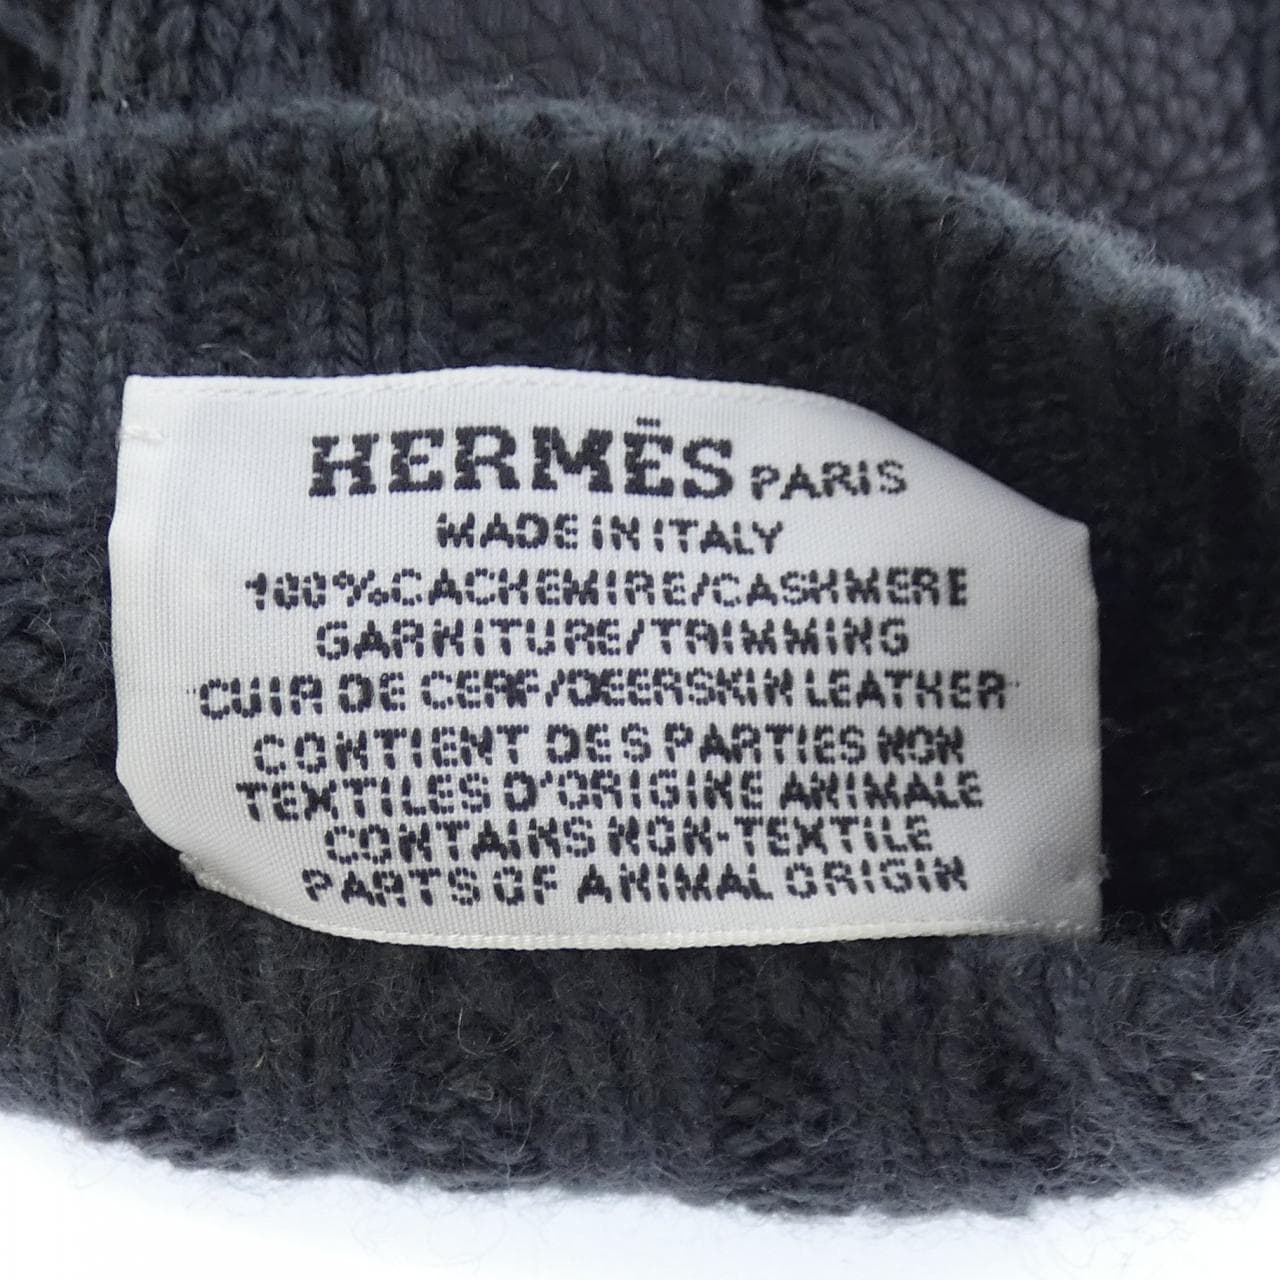 HERMÈS PARIS
MADE IN ITALY
100% CACHEMIRE/CASHMERE
GARNITURE/TRIMMING
CUIR DE CERF/DEERSKIN LEATHER
CONTIENT DES PARTIES NON
TEXTILES D'ORIGINE ANIMALE
CONTAINS NON-TEXTILE
PARTS OF ANIMAL ORIGIN